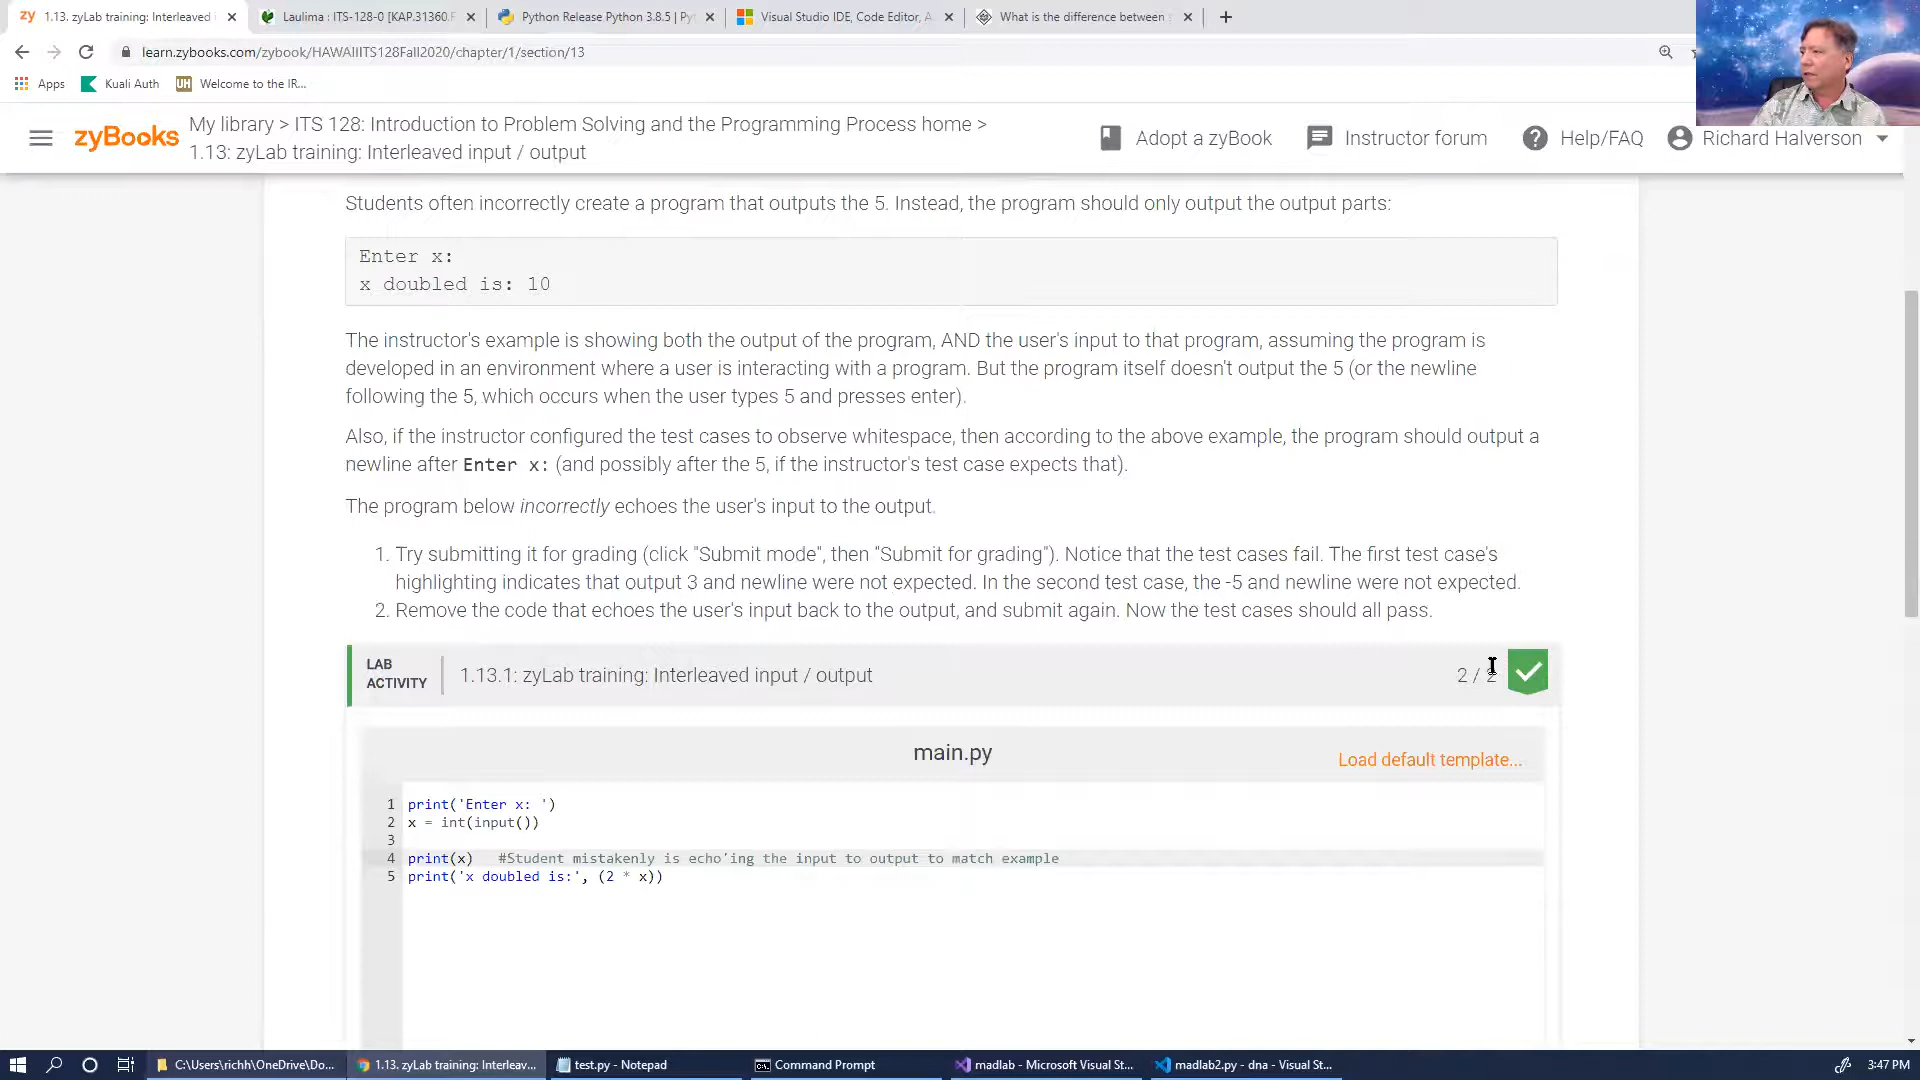 1.13. zyLab training: Interleaved i
Laulima : ITS-128-0 [KAP.31360.F
Python Release Python 3.8.5 | Py
Visual Studio IDE, Code Editor, A
What is the difference between
learn.zybooks.com/zybook/HAWAIIITS128Fall2020/chapter/1/section/13
Apps
Kuali Auth
UH
Welcome to the IR...
zyBooks
My library > ITS 128: Introduction to Problem Solving and the Programming Process home >
1.13: zyLab training: Interleaved input / output
Adopt a zyBook
Instructor forum
Help/FAQ
Richard Halverson
Students often incorrectly create a program that outputs the 5. Instead, the program should only output the output parts:
Enter x:
x doubled is: 10
The instructor's example is showing both the output of the program, AND the user's input to that program, assuming the program is
developed in an environment where a user is interacting with a program. But the program itself doesn't output the 5 (or the newline
following the 5, which occurs when the user types 5 and presses enter).
Also, if the instructor configured the test cases to observe whitespace, then according to the above example, the program should output a
newline after Enter x: (and possibly after the 5, if the instructor's test case expects that).
The program below incorrectly echoes the user's input to the output.
1. Try submitting it for grading (click "Submit mode", then "Submit for grading"). Notice that the test cases fail. The first test case's
highlighting indicates that output 3 and newline were not expected. In the second test case, the -5 and newline were not expected.
2. Remove the code that echoes the user's input back to the output, and submit again. Now the test cases should all pass.
LAB
ACTIVITY
1.13.1: zyLab training: Interleaved input / output
2 / 2
main.py
Load default template...
1 print('Enter x: ')
2 x = int(input())
3
4 print(x)   #Student mistakenly is echo'ing the input to output to match example
5 print('x doubled is:', (2 * x))
C:\Users\richh\OneDrive\Do...
1.13. zyLab training: Interleav...
test.py - Notepad
Command Prompt
madlab - Microsoft Visual St...
madlab2.py - dna - Visual St...
3:47 PM